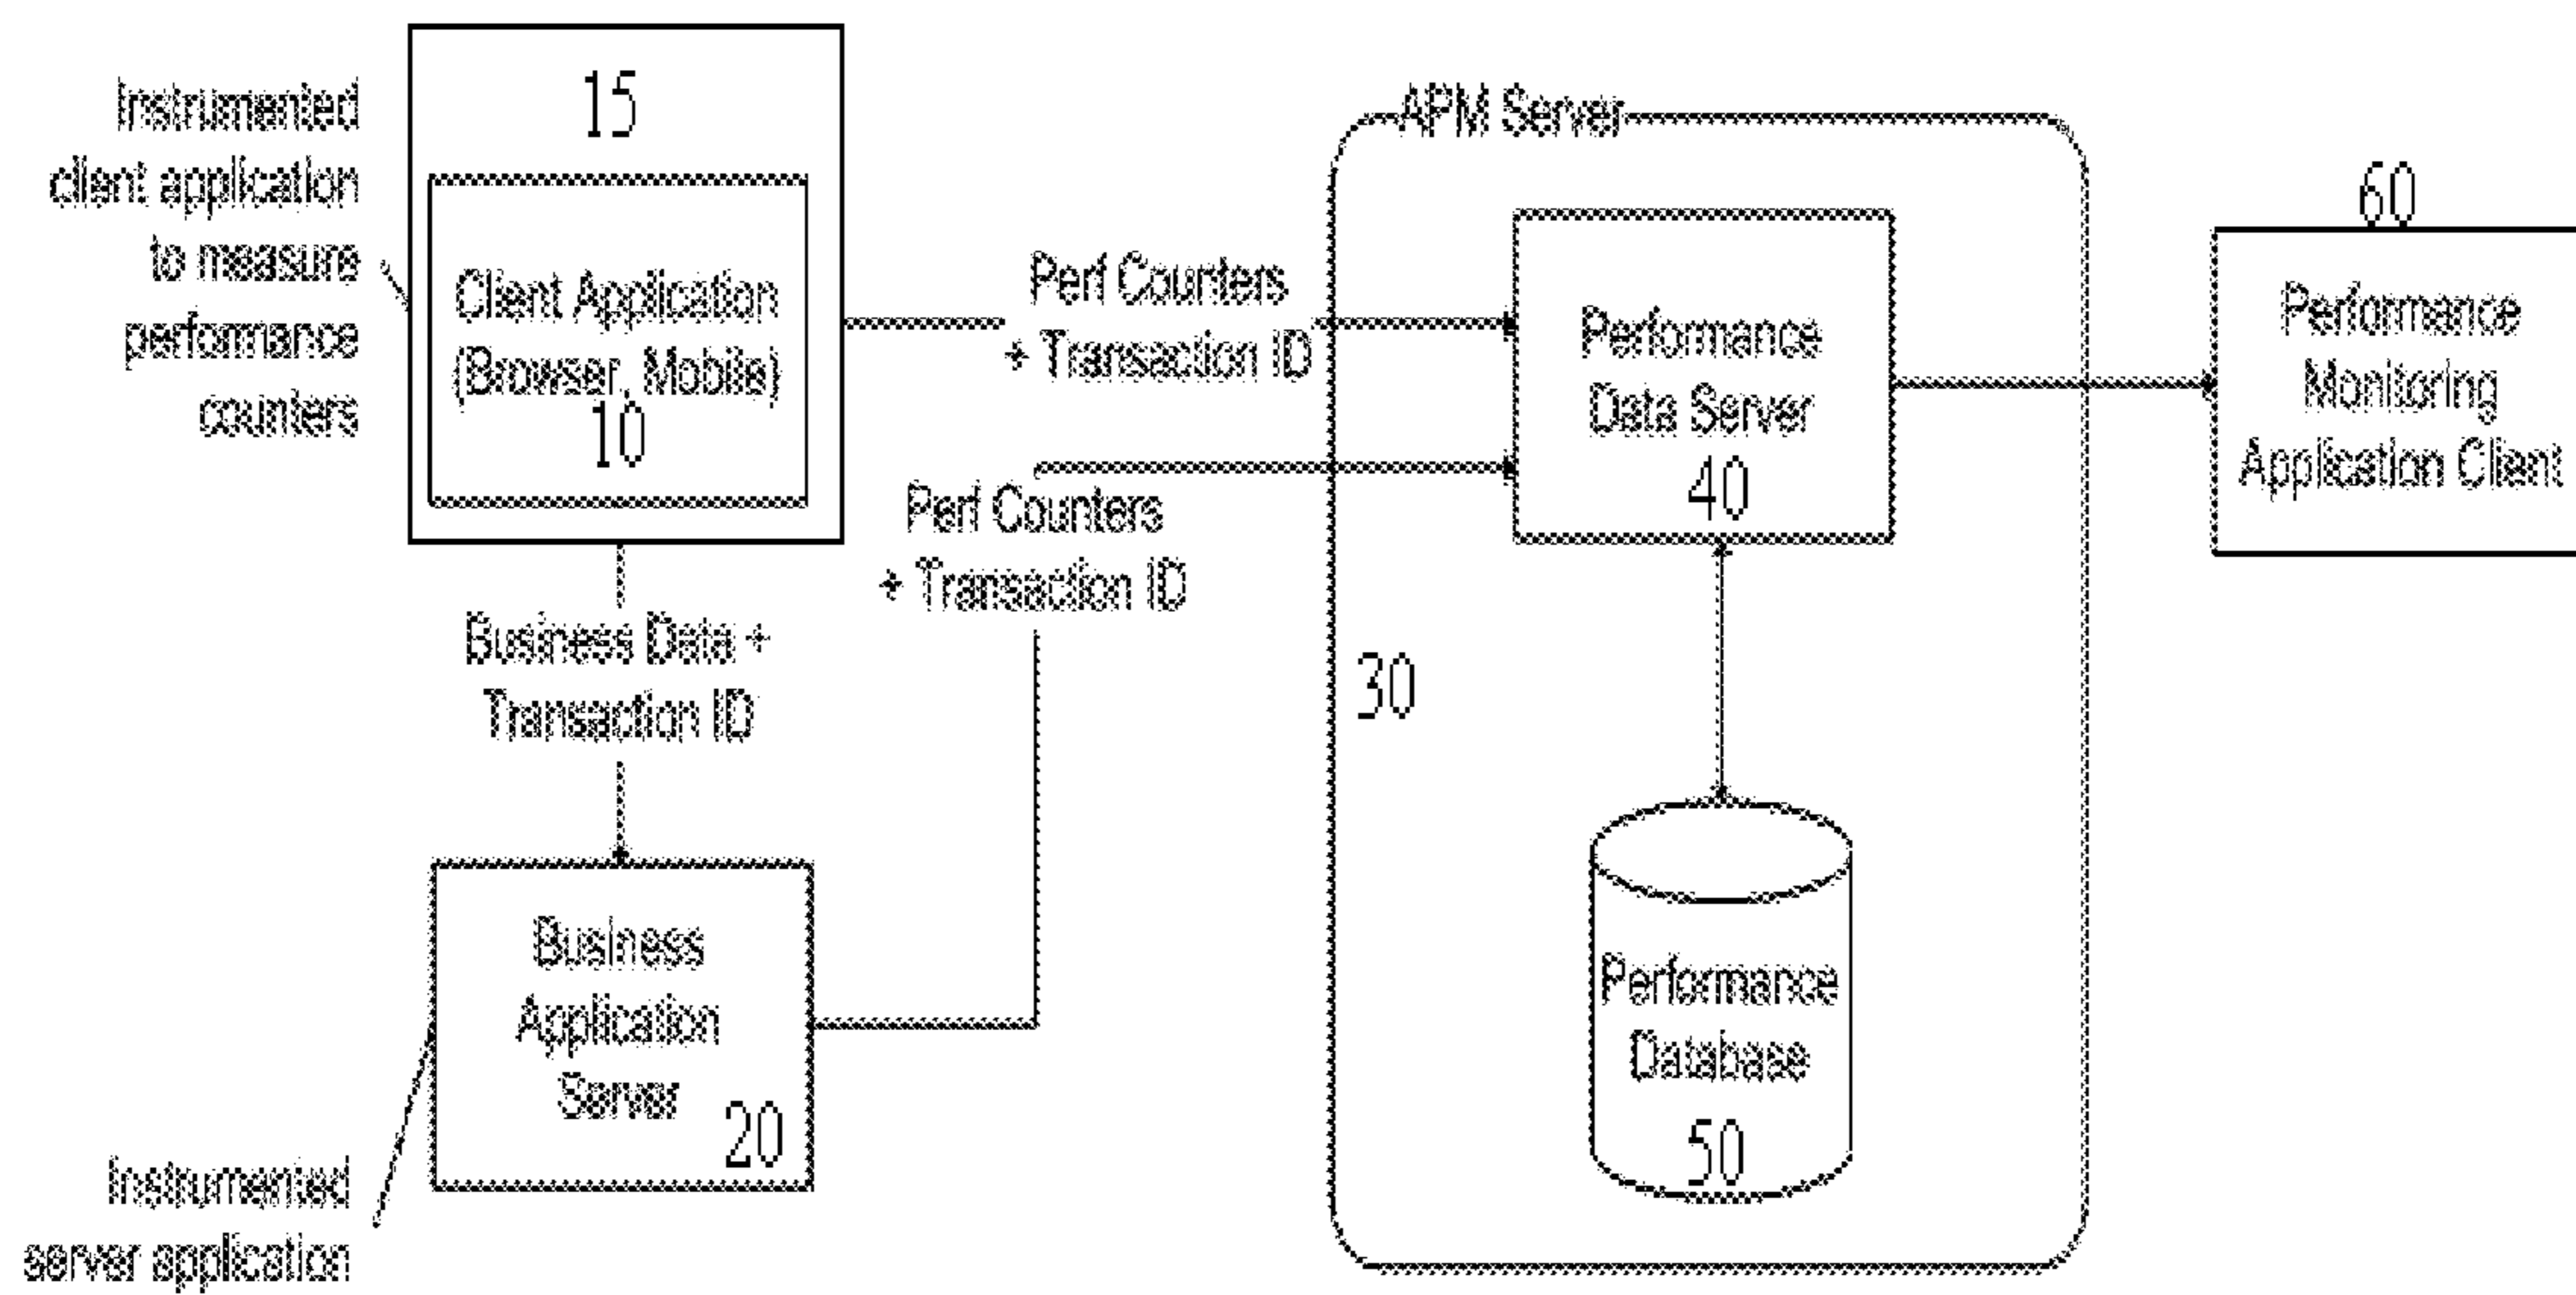 Instrumented
client application
to measure
performance
counters
15
Client Application
(Browser, Mobile)
10
Perf Counters
+ Transaction ID
Perf Counters
+ Transaction ID
Business Data +
Transaction ID
Business
Application
Server
20
Instrumented
server application
APM Server
30
Performance
Data Server
40
Performance
Database
50
60
Performance
Monitoring
Application Client